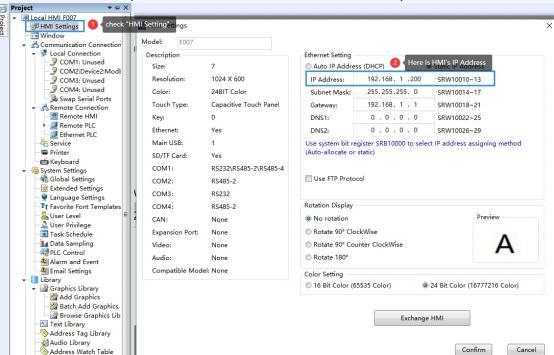 Project
Project
Local HMI F007
HMI Settings
1 check "HMI Setting"
Window
Communication Connection
Local Connection
COM1: Unused
COM2:Device2:Modl
COM3: Unused
COM4: Unused
Swap Serial Ports
Remote Connection
Remote HMI
Remote PLC
Ethernet PLC
Service
Printer
Keyboard
System Settings
Global Settings
Extended Settings
Language Settings
Favorite Font Templates
User Level
User Privilege
Task Schedule
Data Sampling
PLC Control
Alarm and Event
Email Settings
Library
Graphics Library
Add Graphics
Batch Add Graphics
Browse Graphics Lib
Text Library
Address Tag Library
Audio Library
Address Watch Table
Model: F007
Description
Size: 7
Resolution: 1024 X 600
Color: 24BIT Color
Touch Type: Capacitive Touch Panel
Key: 0
Ethernet: Yes
Main USB: 1
SD/TF Card: Yes
COM1: RS232\RS485-2\RS485-4
COM2: RS485-2
COM3: RS232
COM4: RS485-2
CAN: None
Expansion Port: None
Video: None
Audio: None
Compatible Model: None
Ethernet Setting
Auto IP Address (DHCP)
2 Here is HMI's IP Address
IP Address: 192.168. 1 .200 SRW10010~13
Subnet Mask: 255.255.255. 0 SRW10014~17
Gateway: 192.168. 1 . 1 SRW10018~21
DNS1: 0 . 0 . 0 . 0 SRW10022~25
DNS2: 0 . 0 . 0 . 0 SRW10026~29
Use system bit register SRB10000 to select IP address assigning method
(Auto-allocate or static)
Use FTP Protocol
Rotation Display
No rotation
Rotate 90° ClockWise
Rotate 90° Counter ClockWise
Rotate 180°
Preview
A
Color Setting
16 Bit Color (65535 Color) 24 Bit Color (16777216 Color)
Exchange HMI
Confirm Cancel